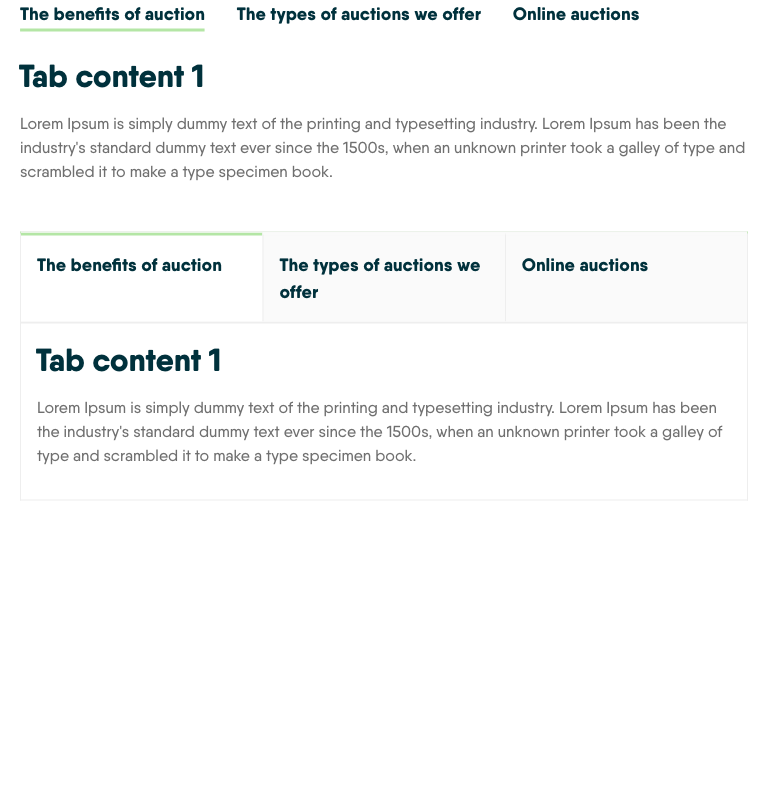 The benefits of auction The types of auctions we offer Online auctions
Tab content 1
Lorem Ipsum is simply dummy text of the printing and typesetting industry. Lorem Ipsum has been the
industry's standard dummy text ever since the 1500s, when an unknown printer took a galley of type and
scrambled it to make a type specimen book.
The benefits of auction
The types of auctions we
offer
Online auctions
Tab content 1
Lorem Ipsum is simply dummy text of the printing and typesetting industry. Lorem Ipsum has been
the industry's standard dummy text ever since the 1500s, when an unknown printer took a galley of
type and scrambled it to make a type specimen book.